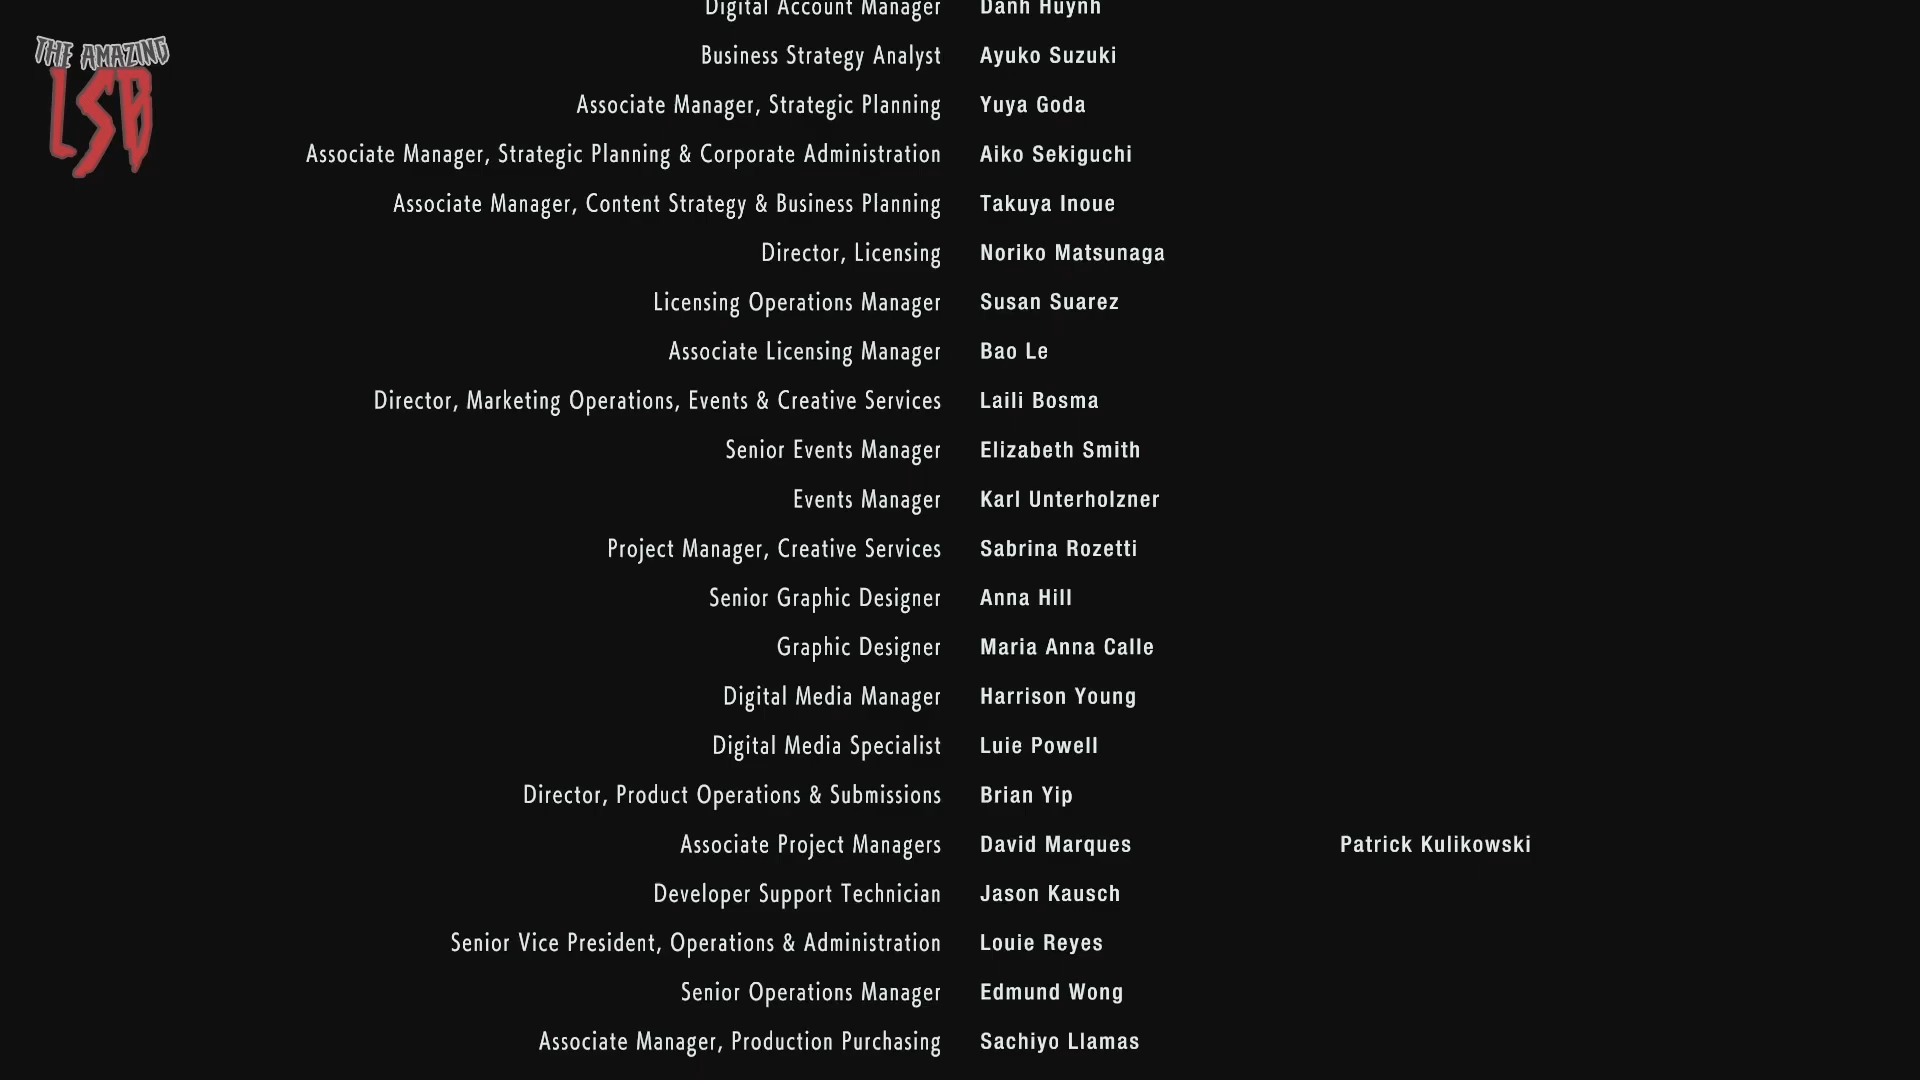 THE AMAZING
LSB
Digital Account Manager Danh Huynh
Business Strategy Analyst Ayuko Suzuki
Associate Manager, Strategic Planning Yuya Goda
Associate Manager, Strategic Planning & Corporate Administration Aiko Sekiguchi
Associate Manager, Content Strategy & Business Planning Takuya Inoue
Director, Licensing Noriko Matsunaga
Licensing Operations Manager Susan Suarez
Associate Licensing Manager Bao Le
Director, Marketing Operations, Events & Creative Services Laili Bosma
Senior Events Manager Elizabeth Smith
Events Manager Karl Unterholzner
Project Manager, Creative Services Sabrina Rozetti
Senior Graphic Designer Anna Hill
Graphic Designer Maria Anna Calle
Digital Media Manager Harrison Young
Digital Media Specialist Luie Powell
Director, Product Operations & Submissions Brian Yip
Associate Project Managers David Marques Patrick Kulikowski
Developer Support Technician Jason Kausch
Senior Vice President, Operations & Administration Louie Reyes
Senior Operations Manager Edmund Wong
Associate Manager, Production Purchasing Sachiyo Llamas